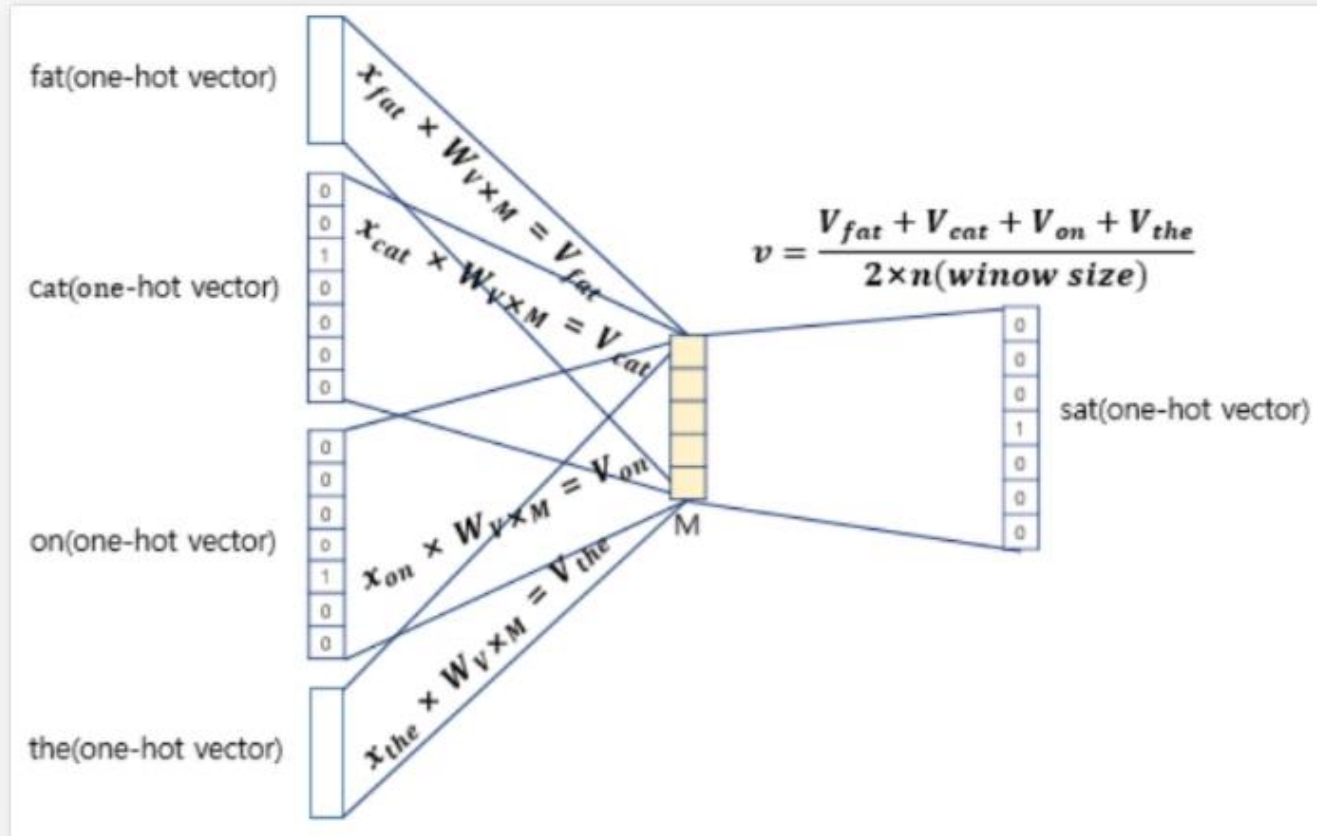 fat(one-hot vector)
x_fat × W_V×M = V_fat
0
0
1
0
0
0
0
cat(one-hot vector)
x_cat × W_V×M = V_cat
v = (V_fat + V_cat + V_on + V_the) / (2×n(winow size))
0
0
0
1
0
0
0
sat(one-hot vector)
0
0
0
0
1
0
0
on(one-hot vector)
x_on × W_V×M = V_on
M
the(one-hot vector)
x_the × W_V×M = V_the